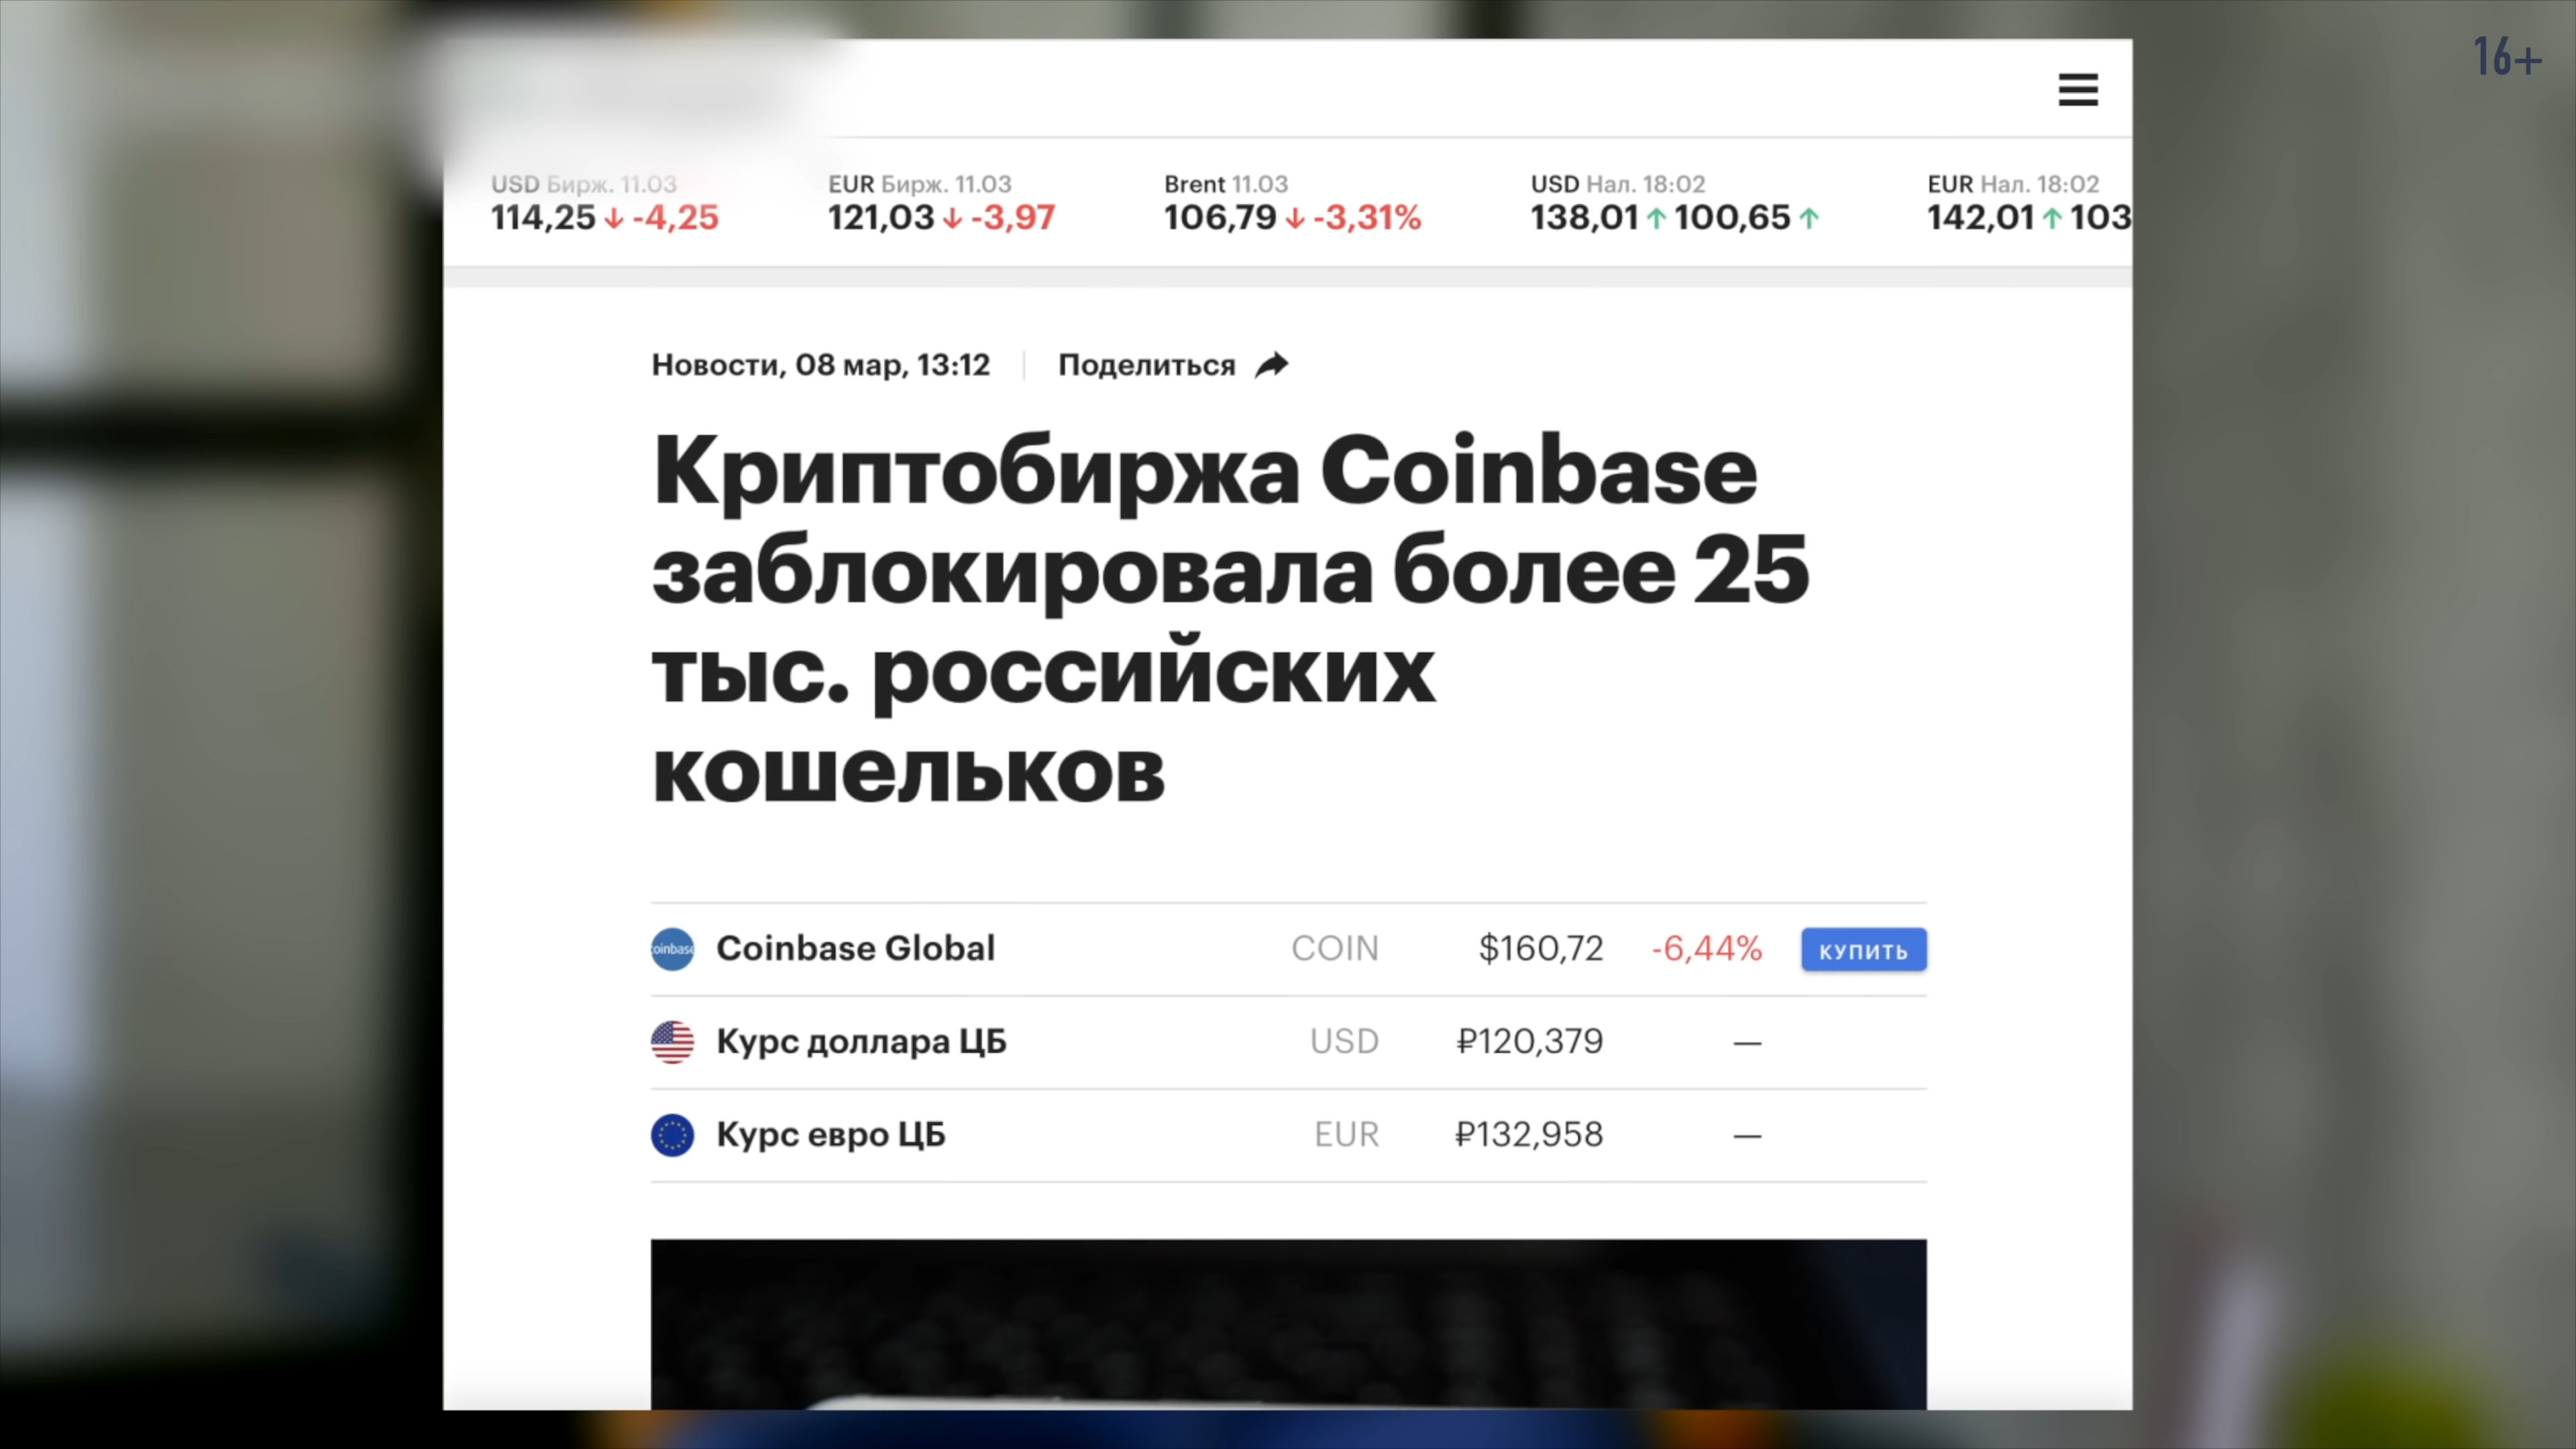 16+
USD Бирж. 11.03
114,25 ↓ -4,25
EUR Бирж. 11.03
121,03 ↓ -3,97
Brent 11.03
106,79 ↓ -3,31%
USD Нал. 18:02
138,01 ↑ 100,65 ↑
EUR Нал. 18:02
142,01 ↑ 103
Новости, 08 мар, 13:12
Поделиться
Криптобиржа Coinbase
заблокировала более 25
тыс. российских
кошельков
coinbase
Coinbase Global COIN $160,72 -6,44% КУПИТЬ
Курс доллара ЦБ USD ₽120,379 —
Курс евро ЦБ EUR ₽132,958 —